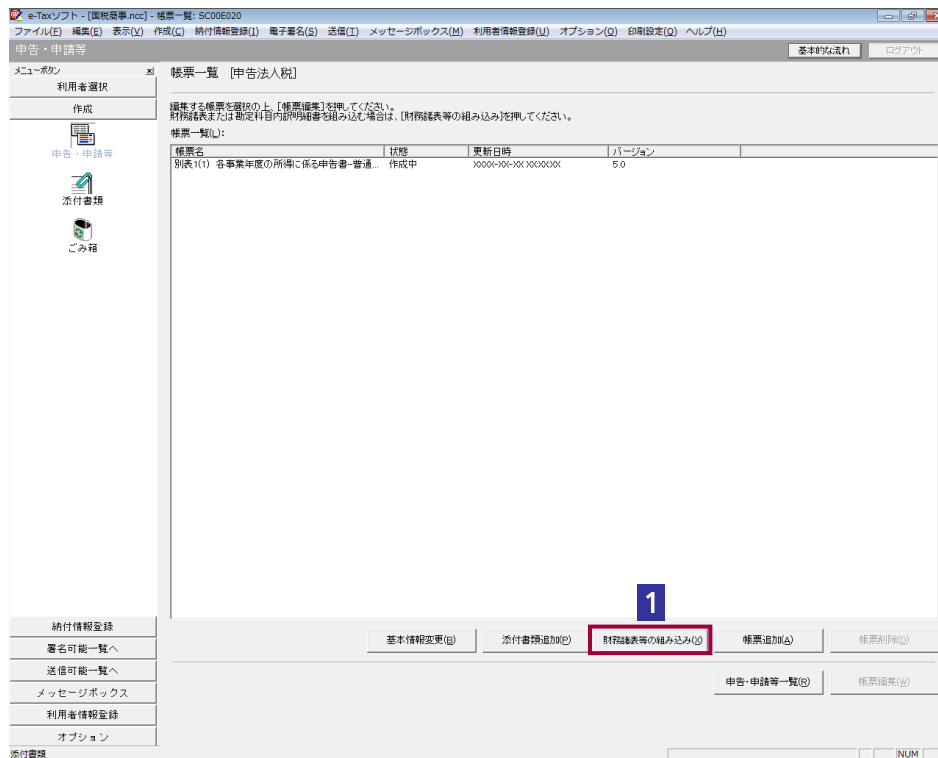 e-Taxソフト - [国税商事.ncc] - 帳票一覧: SC00E020
ファイル(F) 編集(E) 表示(V) 作成(C) 納付情報登録(I) 電子署名(S) 送信(T) メッセージボックス(M) 利用者情報登録(U) オプション(O) 印刷設定(Q) ヘルプ(H)
申告・申請等
基本的な流れ
ログアウト
メニューボタン
利用者選択
作成
申告・申請等
添付書類
ごみ箱
帳票一覧 [申告法人税]
編集する帳票を選択の上、[帳票編集]を押してください。
財務諸表または勘定科目内訳明細書を組み込む場合は、[財務諸表等の組み込み]を押してください。
帳票一覧(L):
帳票名 状態 更新日時 バージョン
別表1(1) 各事業年度の所得に係る申告書-普通... 作成中 XXXX-XX-XX XXXXXX 5.0
1
基本情報変更(B) 添付書類追加(P) 財務諸表等の組み込み(X) 帳票追加(A) 帳票削除(D)
申告・申請等一覧(R) 帳票編集(W)
納付情報登録
署名可能一覧へ
送信可能一覧へ
メッセージボックス
利用者情報登録
オプション
添付書類
NUM